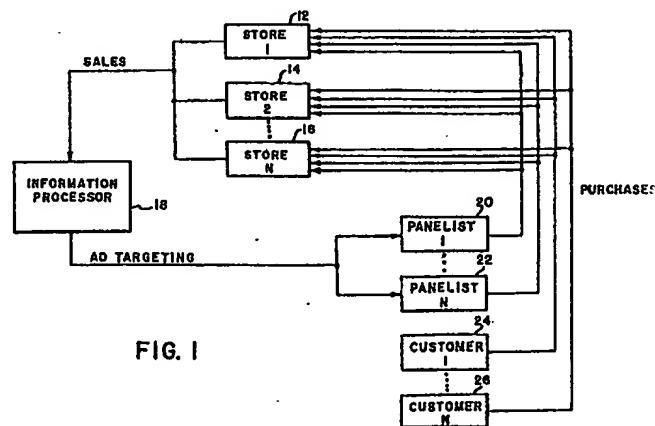 12
STORE
1
SALES
14
STORE
2
16
STORE
N
INFORMATION
PROCESSOR
18
PURCHASES
20
PANELIST
1
AD TARGETING
22
PANELIST
N
24
CUSTOMER
1
FIG. 1
26
CUSTOMER